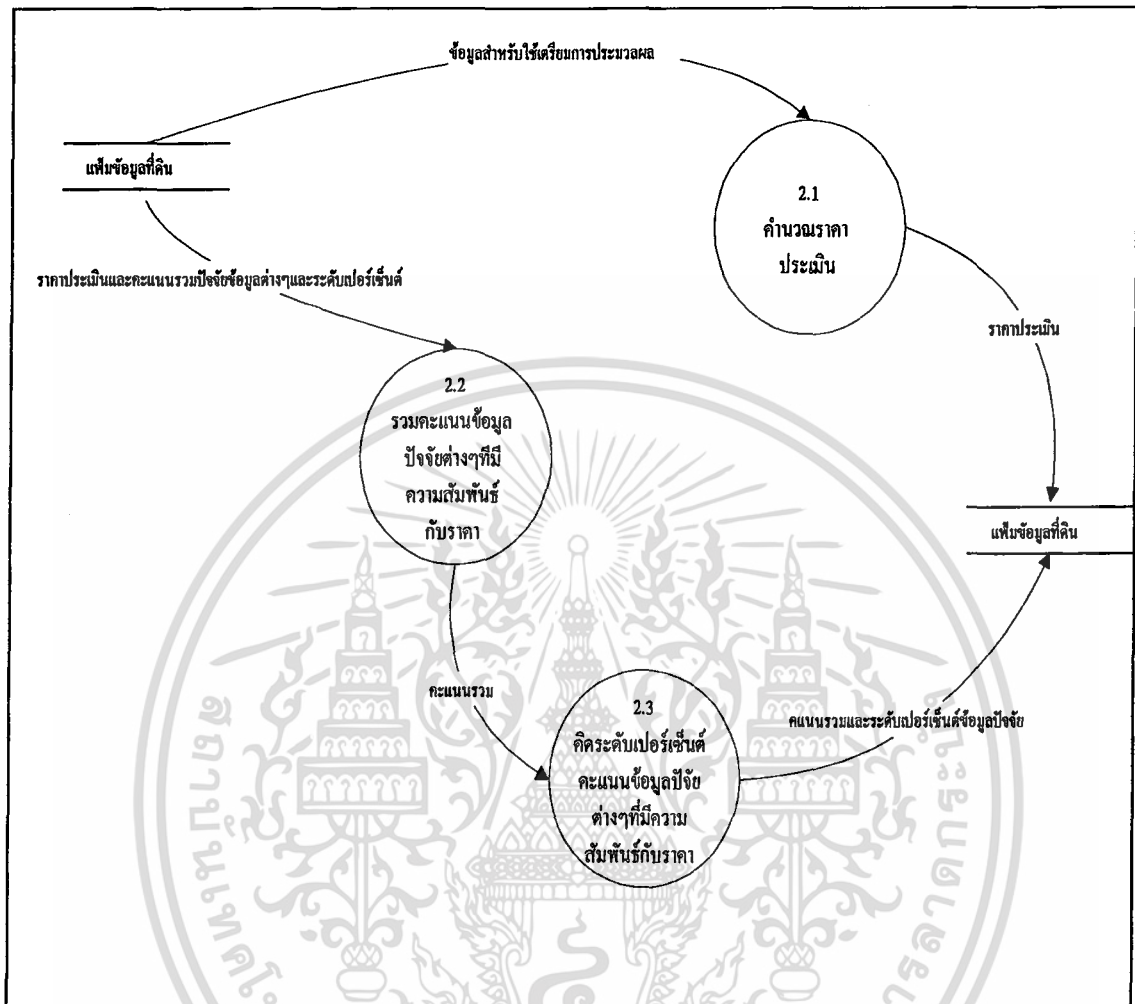 ข้อมูลสำหรับใช้เตรียมการประมวลผล
แฟ้มข้อมูลที่ดิน
2.1
คำนวณราคา
ประเมิน
ราคาประเมินและคะแนนรวมปัจจัยข้อมูลต่างๆและระดับเปอร์เซ็นต์
ราคาประเมิน
2.2
รวมคะแนนข้อมูล
ปัจจัยต่างๆที่มี
ความสัมพันธ์
กับราคา
แฟ้มข้อมูลที่ดิน
คะแนนรวม
2.3
คิดระดับเปอร์เซ็นต์
คะแนนข้อมูลปัจจัย
ต่างๆที่มีความ
สัมพันธ์กับราคา
คแนนรวมและระดับเปอร์เซ็นต์ข้อมูลปัจจัย